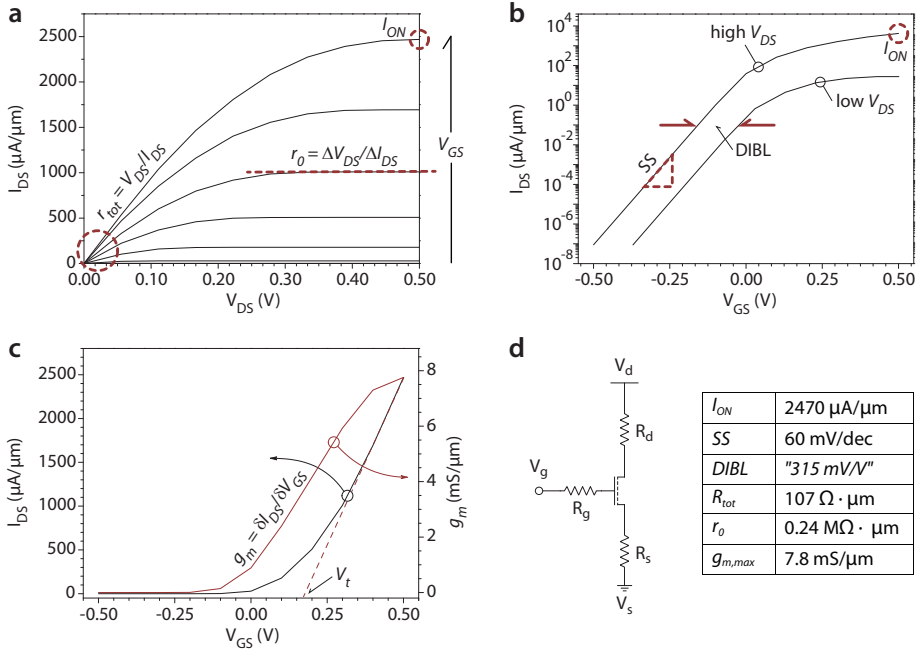 a
I_DS (µA/µm)
2500
2000
1500
1000
500
0
0.00
0.10
0.20
0.30
0.40
0.50
V_DS (V)
I_ON
V_GS
r_0 = ΔV_DS/ΔI_DS
r_tot = V_DS/I_DS
b
I_DS (µA/µm)
10^4
10^2
10^0
10^-2
10^-4
10^-6
10^-8
-0.50
-0.25
0.00
0.25
0.50
V_GS (V)
high V_DS
I_ON
low V_DS
DIBL
SS
c
I_DS (µA/µm)
2500
2000
1500
1000
500
0
-0.50
-0.25
0.00
0.25
0.50
V_GS (V)
8
6
4
2
0
g_m (mS/µm)
g_m = δI_DS/δV_GS
V_t
d
V_d
R_d
V_g
R_g
R_s
V_s
I_ON 2470 µA/µm
SS 60 mV/dec
DIBL "315 mV/V"
R_tot 107 Ω · µm
r_0 0.24 MΩ · µm
g_m,max 7.8 mS/µm